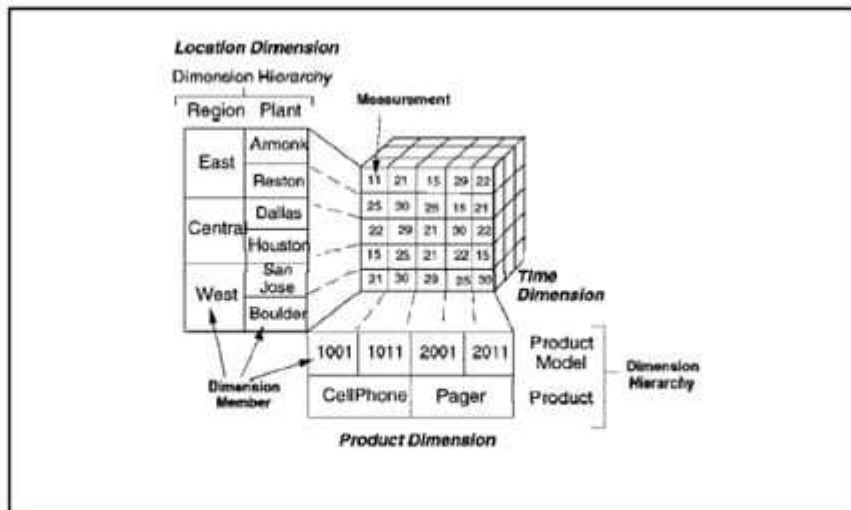 Location Dimension
Dimension Hierarchy
Region Plant
Measurement
East
Armonk
Reston
Central
Dallas
Houston
West
San
Jose
Boulder
11 21 15 29 22
25 30 28 18 21
22 29 21 30 22
15 25 21 22 15
21 30 29 25 30
Time
Dimension
1001 1011 2001 2011
Product
Model
CellPhone Pager
Product
Dimension
Hierarchy
Dimension
Member
Product Dimension